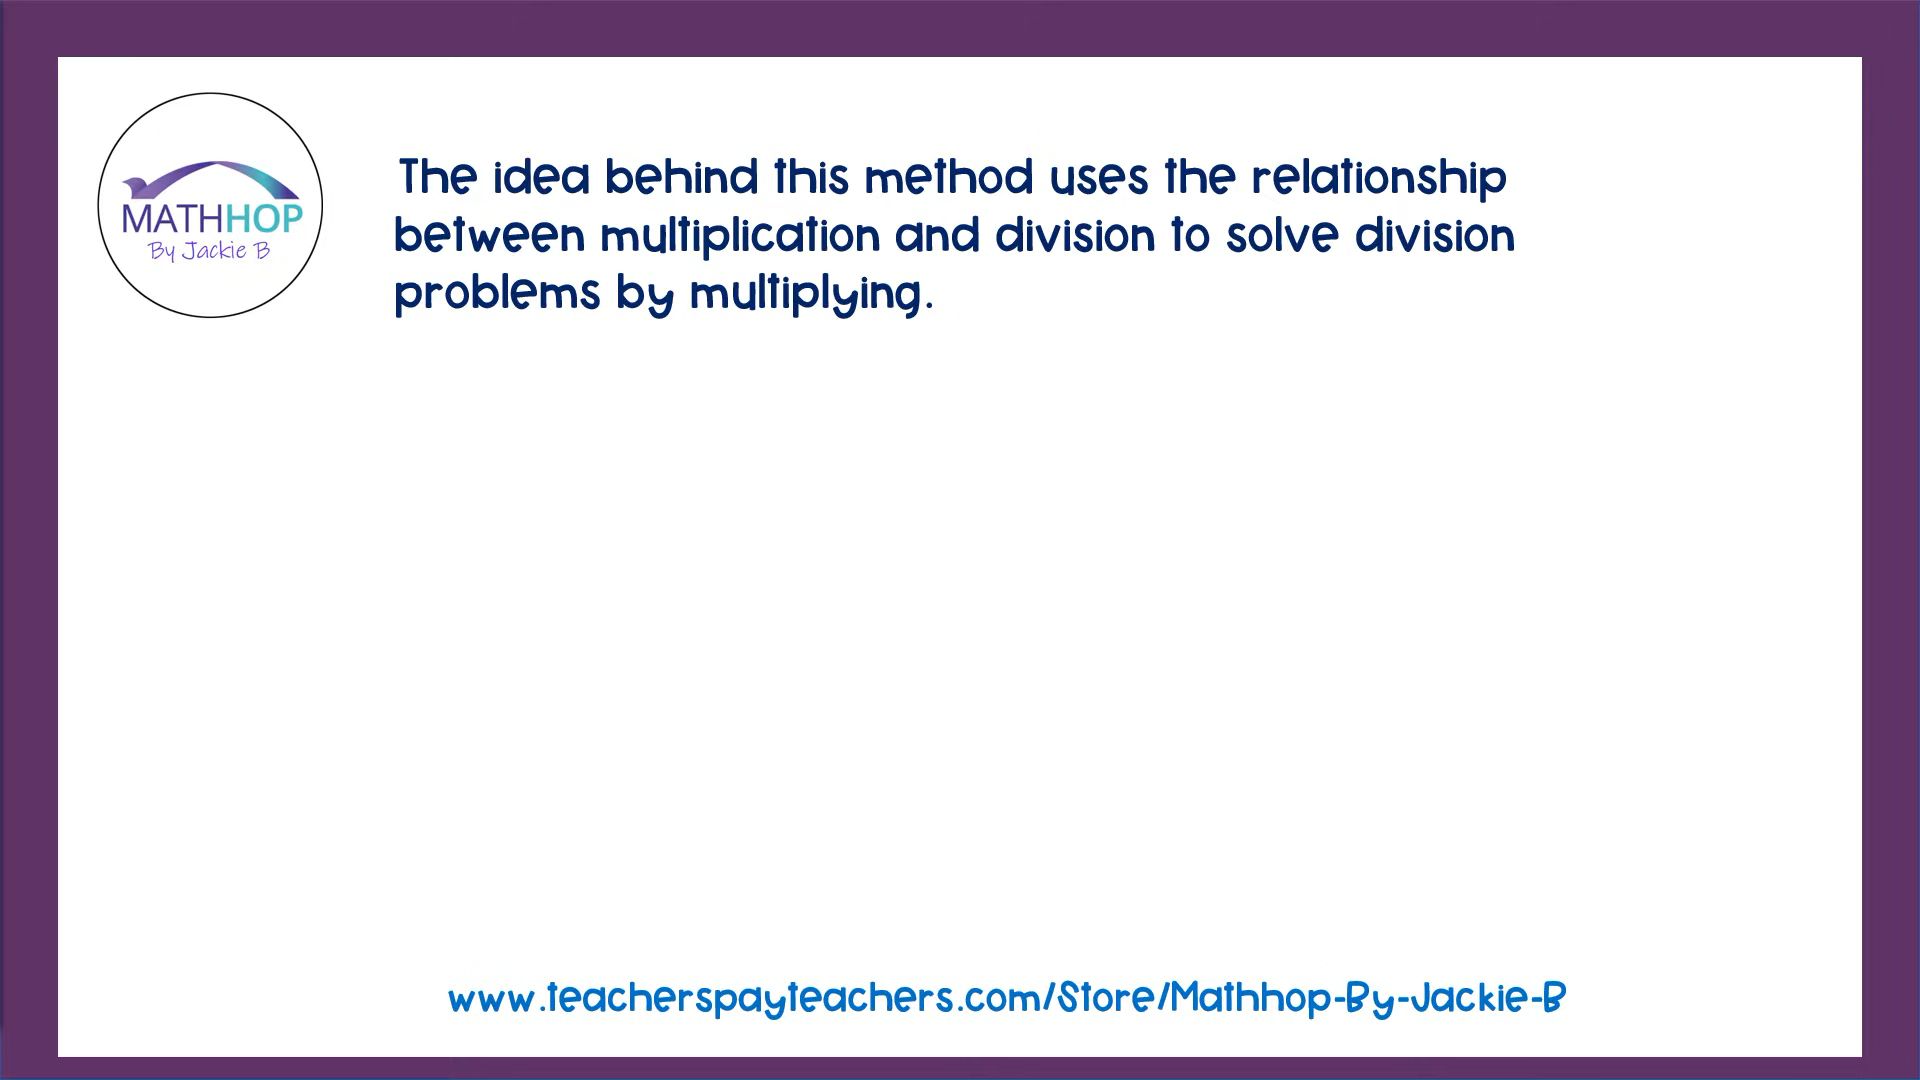 MATHHOP
By Jackie B
The idea behind this method uses the relationship
between multiplication and division to solve division
problems by multiplying.
www.teacherspayteachers.com/Store/Mathhop-By-Jackie-B